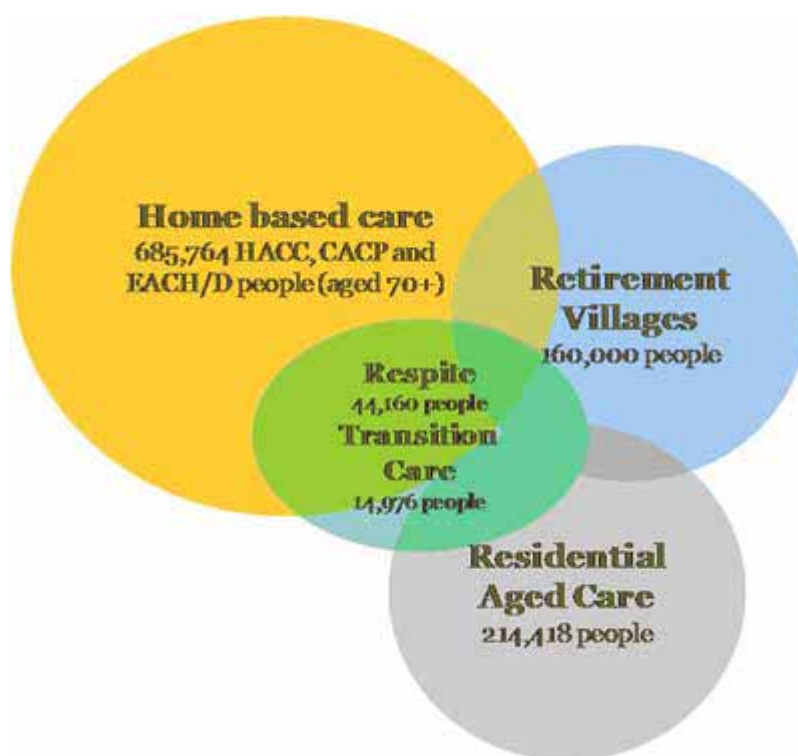 Home based care
685,764 HACC, CACP and
EACH/D people (aged 70+)
Retirement
Villages
160,000 people
Respite
44,160 people
Transition
Care
14,976 people
Residential
Aged Care
214,418 people